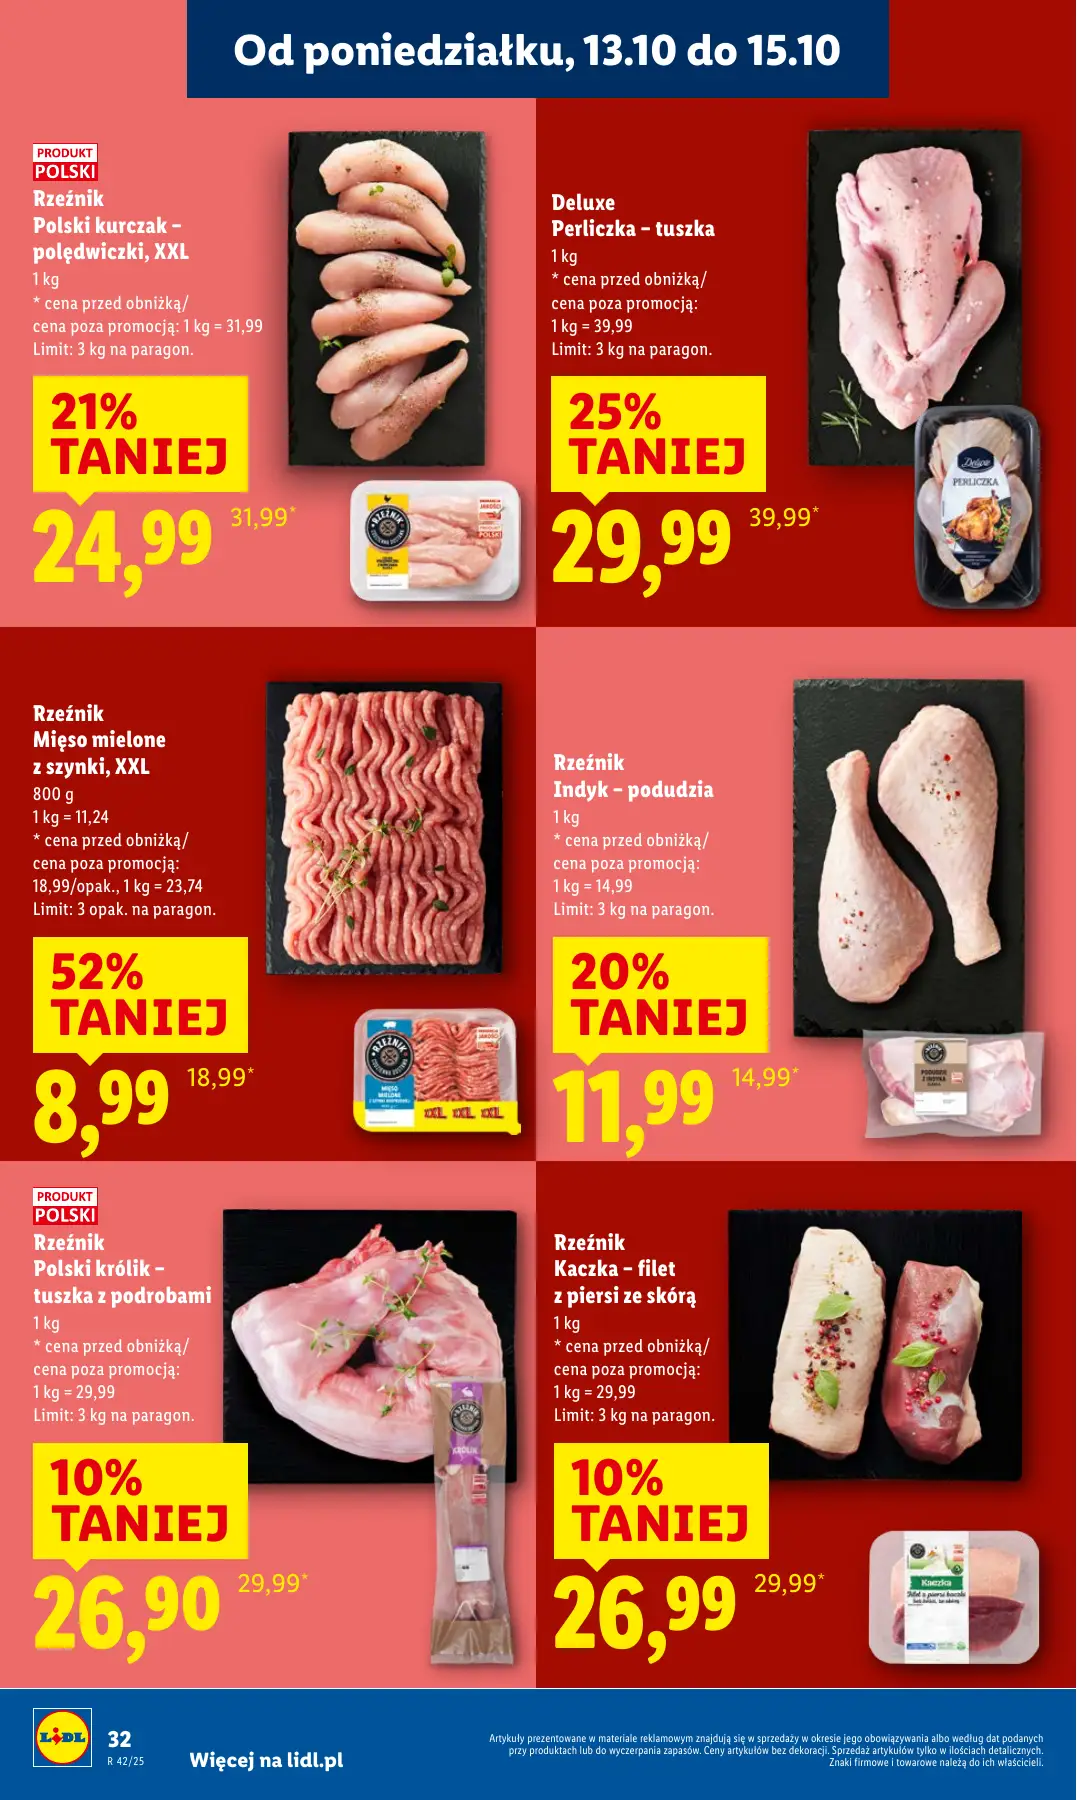 Od poniedziałku, 13.10 do 15.10
PRODUKT
POLSKI
Rzeźnik
Polski kurczak –
polędwiczki, XXL
1 kg
* cena przed obniżką/
cena poza promocją: 1 kg = 31,99
Limit: 3 kg na paragon.
21%
TANIEJ
24,99
31,99*
RZEŹNIK
Deluxe
Perliczka – tuszka
1 kg
* cena przed obniżką/
cena poza promocją:
1 kg = 39,99
Limit: 3 kg na paragon.
25%
TANIEJ
29,99
39,99*
Deluxe
PERLICZKA
Rzeźnik
Mięso mielone
z szynki, XXL
800 g
1 kg = 11,24
* cena przed obniżką/
cena poza promocją:
18,99/opak., 1 kg = 23,74
Limit: 3 opak. na paragon.
52%
TANIEJ
8,99
18,99*
RZEŹNIK
MIĘSO
MIELONE
XXL XXL XXL
Rzeźnik
Indyk – podudzia
1 kg
* cena przed obniżką/
cena poza promocją:
1 kg = 14,99
Limit: 3 kg na paragon.
20%
TANIEJ
11,99
14,99*
PODUDZIE
Z INDYKA
PRODUKT
POLSKI
Rzeźnik
Polski królik –
tuszka z podrobami
1 kg
* cena przed obniżką/
cena poza promocją:
1 kg = 29,99
Limit: 3 kg na paragon.
10%
TANIEJ
26,90
29,99*
RZEŹNIK
KRÓLIK
Rzeźnik
Kaczka – filet
z piersi ze skórą
1 kg
* cena przed obniżką/
cena poza promocją:
1 kg = 29,99
Limit: 3 kg na paragon.
10%
TANIEJ
26,99
29,99*
Kaczka
filet z piersi kaczki
LIDL
32
R 42/25
Więcej na lidl.pl
Artykuły prezentowane w materiale reklamowym znajdują się w sprzedaży w okresie jego obowiązywania albo według dat podanych
przy produktach lub do wyczerpania zapasów. Ceny artykułów bez dekoracji. Sprzedaż artykułów tylko w ilościach detalicznych.
Znaki firmowe i towarowe należą do ich właścicieli.